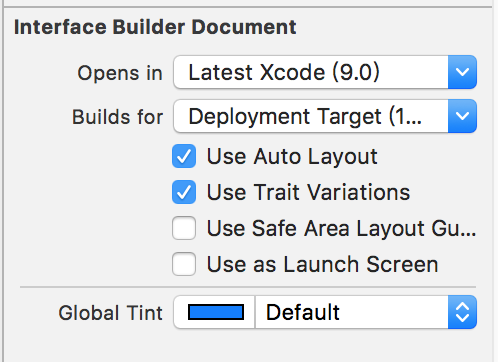 Interface Builder Document
Opens in Latest Xcode (9.0)
Builds for Deployment Target (1...
Use Auto Layout
Use Trait Variations
Use Safe Area Layout Gu...
Use as Launch Screen
Global Tint Default